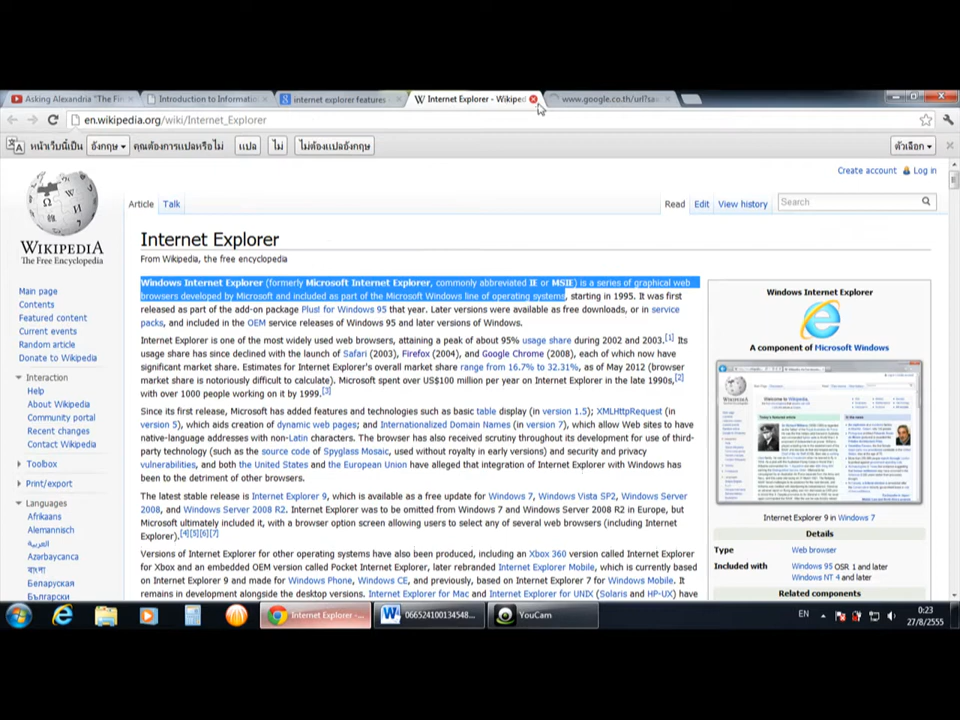 Asking Alexandria "The Fin
Introduction to Informati
internet explorer features
Internet Explorer - Wikiped
www.google.co.th/url?sa=
en.wikipedia.org/wiki/Internet_Explorer
หน้าเว็บนี้เป็น อังกฤษ คุณต้องการแปลหรือไม่ แปล ไม่ ไม่ต้องแปลอังกฤษ ตัวเลือก
Create account Log in
Article Talk Read Edit View history Search
WIKIPEDIA
The Free Encyclopedia
Main page
Contents
Featured content
Current events
Random article
Donate to Wikipedia
Interaction
Help
About Wikipedia
Community portal
Recent changes
Contact Wikipedia
Toolbox
Print/export
Languages
Afrikaans
Alemannisch
العربية
Azərbaycanca
বাংলা
Беларуская
Български
Internet Explorer
From Wikipedia, the free encyclopedia
Windows Internet Explorer (formerly Microsoft Internet Explorer, commonly abbreviated IE or MSIE) is a series of graphical web
browsers developed by Microsoft and included as part of the Microsoft Windows line of operating systems, starting in 1995. It was first
released as part of the add-on package Plus! for Windows 95 that year. Later versions were available as free downloads, or in service
packs, and included in the OEM service releases of Windows 95 and later versions of Windows.
Internet Explorer is one of the most widely used web browsers, attaining a peak of about 95% usage share during 2002 and 2003.[1] Its
usage share has since declined with the launch of Safari (2003), Firefox (2004), and Google Chrome (2008), each of which now have
significant market share. Estimates for Internet Explorer's overall market share range from 16.7% to 32.31%, as of May 2012 (browser
market share is notoriously difficult to calculate). Microsoft spent over US$100 million per year on Internet Explorer in the late 1990s,[2]
with over 1000 people working on it by 1999.[3]
Since its first release, Microsoft has added features and technologies such as basic table display (in version 1.5); XMLHttpRequest (in
version 5), which aids creation of dynamic web pages; and Internationalized Domain Names (in version 7), which allow Web sites to have
native-language addresses with non-Latin characters. The browser has also received scrutiny throughout its development for use of third-
party technology (such as the source code of Spyglass Mosaic, used without royalty in early versions) and security and privacy
vulnerabilities, and both the United States and the European Union have alleged that integration of Internet Explorer with Windows has
been to the detriment of other browsers.
The latest stable release is Internet Explorer 9, which is available as a free update for Windows 7, Windows Vista SP2, Windows Server
2008, and Windows Server 2008 R2. Internet Explorer was to be omitted from Windows 7 and Windows Server 2008 R2 in Europe, but
Microsoft ultimately included it, with a browser option screen allowing users to select any of several web browsers (including Internet
Explorer).[4][5][6][7]
Versions of Internet Explorer for other operating systems have also been produced, including an Xbox 360 version called Internet Explorer
for Xbox and an embedded OEM version called Pocket Internet Explorer, later rebranded Internet Explorer Mobile, which is currently
based on Internet Explorer 9 and made for Windows Phone, Windows CE, and previously, based on Internet Explorer 7 for Windows Mobile. It
remains in development alongside the desktop versions. Internet Explorer for Mac and Internet Explorer for UNIX (Solaris and HP-UX) have
Windows Internet Explorer
A component of Microsoft Windows
Internet Explorer 9 in Windows 7
Details
Type Web browser
Included with Windows 95 OSR 1 and later
Windows NT 4 and later
Related components
Internet Explorer -...
066524100134548...
YouCam
EN
0:23
27/8/2555